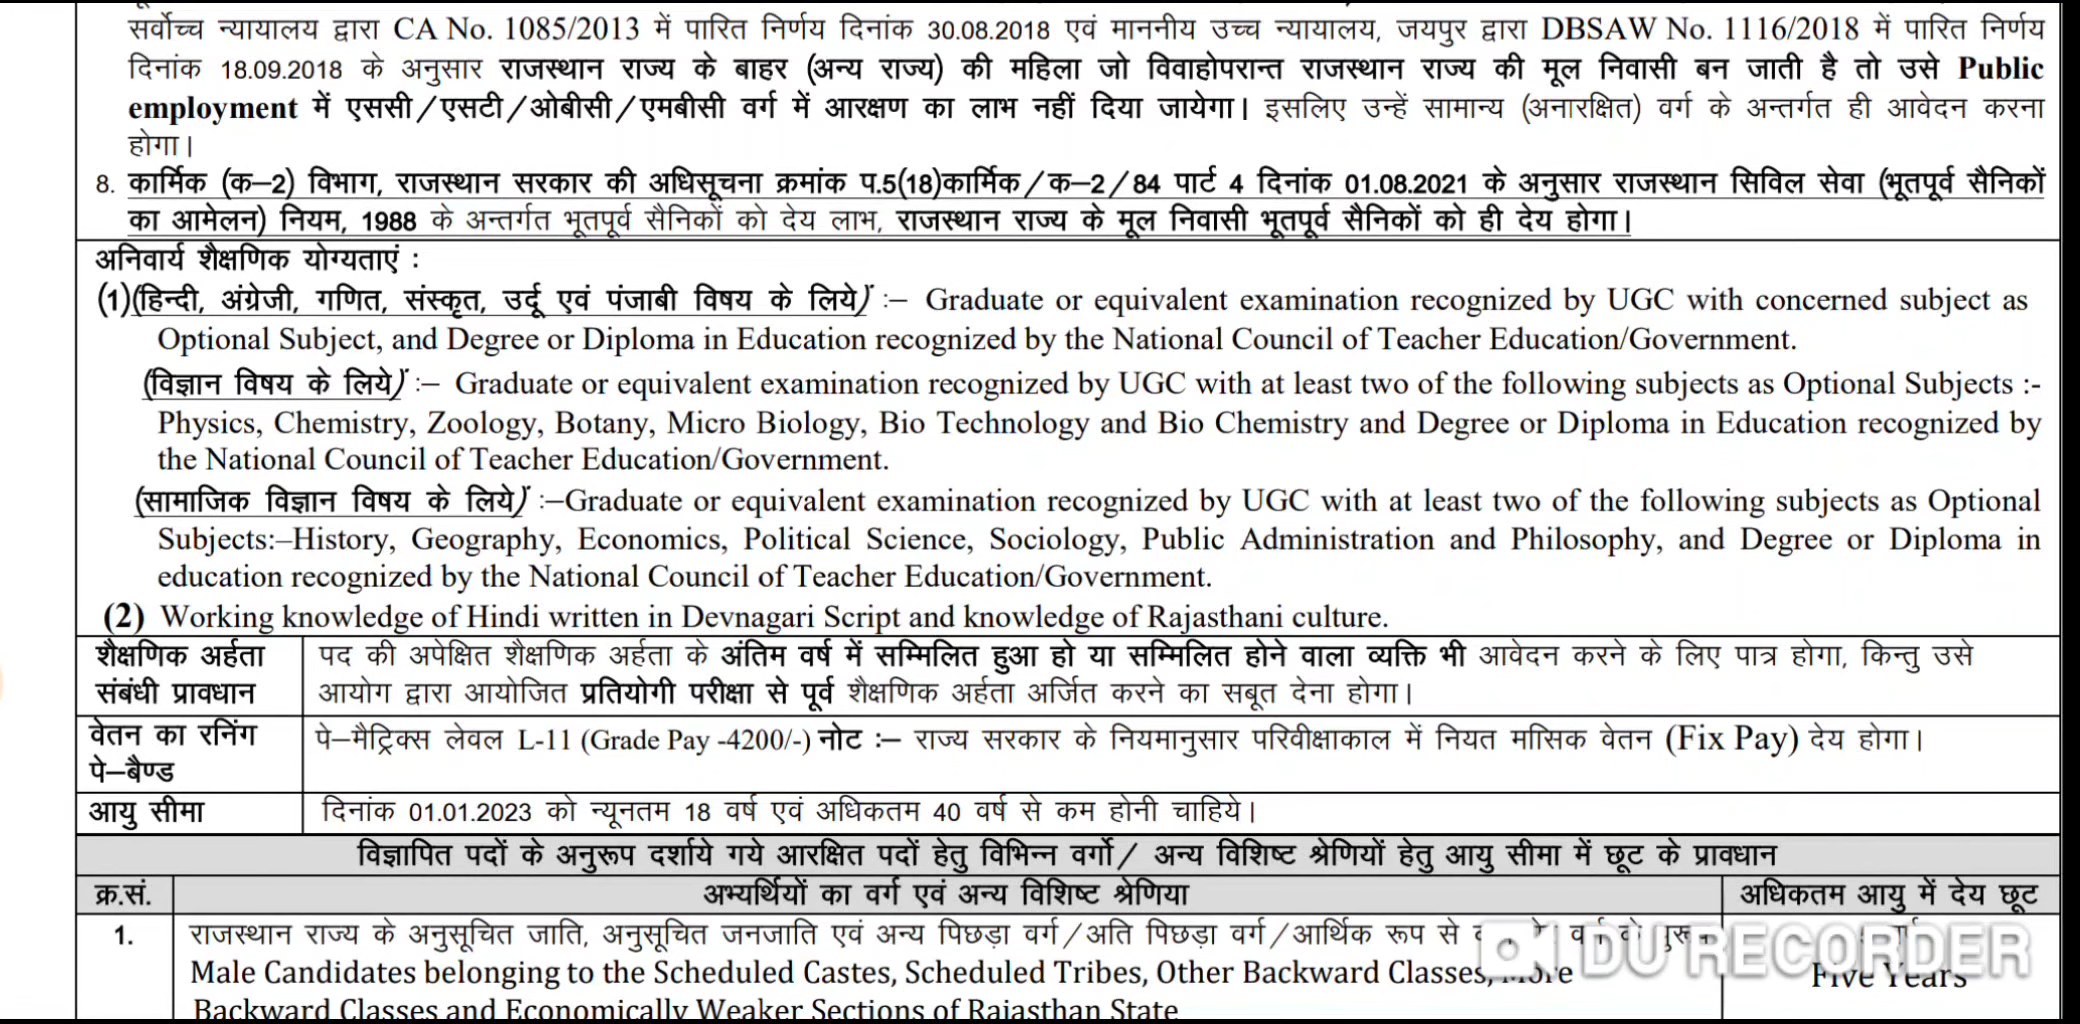 सर्वोच्च न्यायालय द्वारा CA No. 1085/2013 में पारित निर्णय दिनांक 30.08.2018 एवं माननीय उच्च न्यायालय, जयपुर द्वारा DBSAW No. 1116/2018 में पारित निर्णय
दिनांक 18.09.2018 के अनुसार राजस्थान राज्य के बाहर (अन्य राज्य) की महिला जो विवाहोपरान्त राजस्थान राज्य की मूल निवासी बन जाती है तो उसे Public
employment में एससी/एसटी/ओबीसी/एमबीसी वर्ग में आरक्षण का लाभ नहीं दिया जायेगा। इसलिए उन्हें सामान्य (अनारक्षित) वर्ग के अन्तर्गत ही आवेदन करना
होगा।
8. कार्मिक (क–2) विभाग, राजस्थान सरकार की अधिसूचना क्रमांक प.5(18)कार्मिक/क–2/84 पार्ट 4 दिनांक 01.08.2021 के अनुसार राजस्थान सिविल सेवा (भूतपूर्व सैनिकों
का आमेलन) नियम, 1988 के अन्तर्गत भूतपूर्व सैनिकों को देय लाभ, राजस्थान राज्य के मूल निवासी भूतपूर्व सैनिकों को ही देय होगा।
अनिवार्य शैक्षणिक योग्यताएं :
(1)(हिन्दी, अंग्रेजी, गणित, संस्कृत, उर्दू एवं पंजाबी विषय के लिये) :– Graduate or equivalent examination recognized by UGC with concerned subject as
Optional Subject, and Degree or Diploma in Education recognized by the National Council of Teacher Education/Government.
(विज्ञान विषय के लिये) :– Graduate or equivalent examination recognized by UGC with at least two of the following subjects as Optional Subjects :-
Physics, Chemistry, Zoology, Botany, Micro Biology, Bio Technology and Bio Chemistry and Degree or Diploma in Education recognized by
the National Council of Teacher Education/Government.
(सामाजिक विज्ञान विषय के लिये) :–Graduate or equivalent examination recognized by UGC with at least two of the following subjects as Optional
Subjects:–History, Geography, Economics, Political Science, Sociology, Public Administration and Philosophy, and Degree or Diploma in
education recognized by the National Council of Teacher Education/Government.
(2) Working knowledge of Hindi written in Devnagari Script and knowledge of Rajasthani culture.
शैक्षणिक अर्हता पद की अपेक्षित शैक्षणिक अर्हता के अंतिम वर्ष में सम्मिलित हुआ हो या सम्मिलित होने वाला व्यक्ति भी आवेदन करने के लिए पात्र होगा, किन्तु उसे
संबंधी प्रावधान आयोग द्वारा आयोजित प्रतियोगी परीक्षा से पूर्व शैक्षणिक अर्हता अर्जित करने का सबूत देना होगा।
वेतन का रनिंग पे–मैट्रिक्स लेवल L-11 (Grade Pay -4200/-) नोट :– राज्य सरकार के नियमानुसार परिवीक्षाकाल में नियत मासिक वेतन (Fix Pay) देय होगा।
पे–बैण्ड
आयु सीमा दिनांक 01.01.2023 को न्यूनतम 18 वर्ष एवं अधिकतम 40 वर्ष से कम होनी चाहिये।
विज्ञापित पदों के अनुरूप दर्शाये गये आरक्षित पदों हेतु विभिन्न वर्गो/ अन्य विशिष्ट श्रेणियों हेतु आयु सीमा में छूट के प्रावधान
क्र.सं. अभ्यर्थियों का वर्ग एवं अन्य विशिष्ट श्रेणिया अधिकतम आयु में देय छूट
1. राजस्थान राज्य के अनुसूचित जाति, अनुसूचित जनजाति एवं अन्य पिछड़ा वर्ग/अति पिछड़ा वर्ग/आर्थिक रूप से
DU RECORDER
Male Candidates belonging to the Scheduled Castes, Scheduled Tribes, Other Backward Classes, More Five Years
Backward Classes and Economically Weaker Sections of Rajasthan State